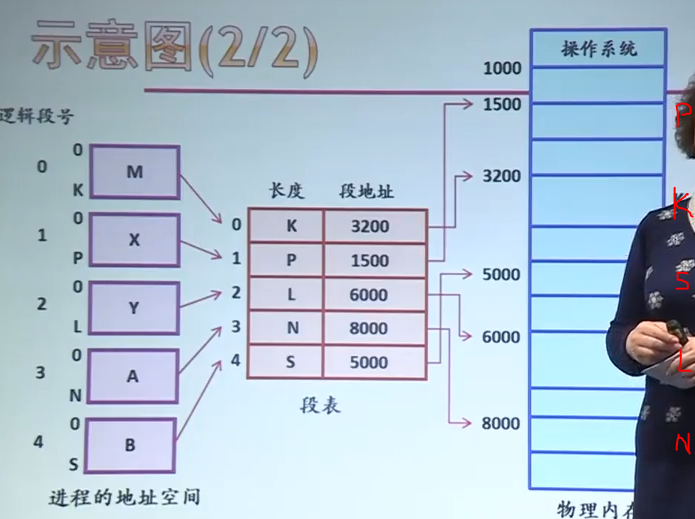 示意图(2/2)
操作系统
1000
1500
3200
5000
6000
8000
P
K
S
L
N
逻辑段号
0
0
M
K
1
0
X
P
2
0
Y
L
3
0
A
N
4
0
B
S
进程的地址空间
长度 段地址
0 K 3200
1 P 1500
2 L 6000
3 N 8000
4 S 5000
段表
物理内存